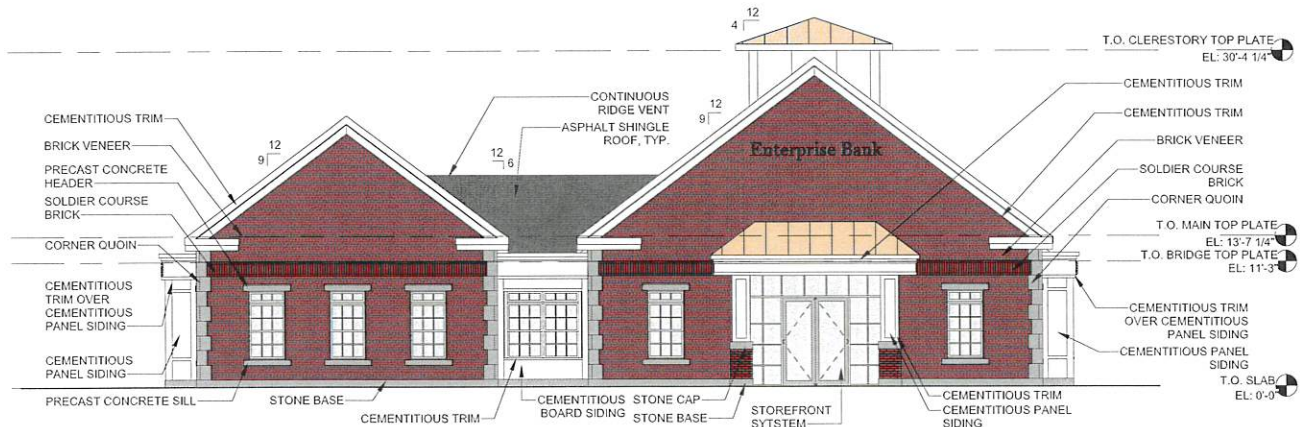 12
4
T.O. CLERESTORY TOP PLATE
EL: 30'-4 1/4"
CONTINUOUS
RIDGE VENT
CEMENTITIOUS TRIM
12
9
CEMENTITIOUS TRIM
CEMENTITIOUS TRIM
ASPHALT SHINGLE
ROOF, TYP.
12
9
BRICK VENEER
Enterprise Bank
BRICK VENEER
12
6
PRECAST CONCRETE
HEADER
SOLDIER COURSE
BRICK
SOLDIER COURSE
BRICK
CORNER QUOIN
T.O. MAIN TOP PLATE
EL: 13'-7 1/4"
CORNER QUOIN
T.O. BRIDGE TOP PLATE
EL: 11'-3"
CEMENTITIOUS
TRIM OVER
CEMENTITIOUS
PANEL SIDING
CEMENTITIOUS TRIM
OVER CEMENTITIOUS
PANEL SIDING
CEMENTITIOUS
PANEL SIDING
CEMENTITIOUS PANEL
SIDING
T.O. SLAB
EL: 0'-0"
PRECAST CONCRETE SILL
STONE BASE
CEMENTITIOUS TRIM
CEMENTITIOUS
BOARD SIDING
STONE CAP
STONE BASE
STOREFRONT
SYTSTEM
CEMENTITIOUS TRIM
CEMENTITIOUS PANEL
SIDING